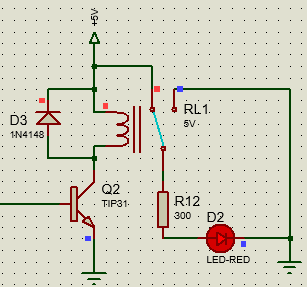 +5V
D3
1N4148
RL1
5V
Q2
TIP31
R12
300
D2
LED-RED